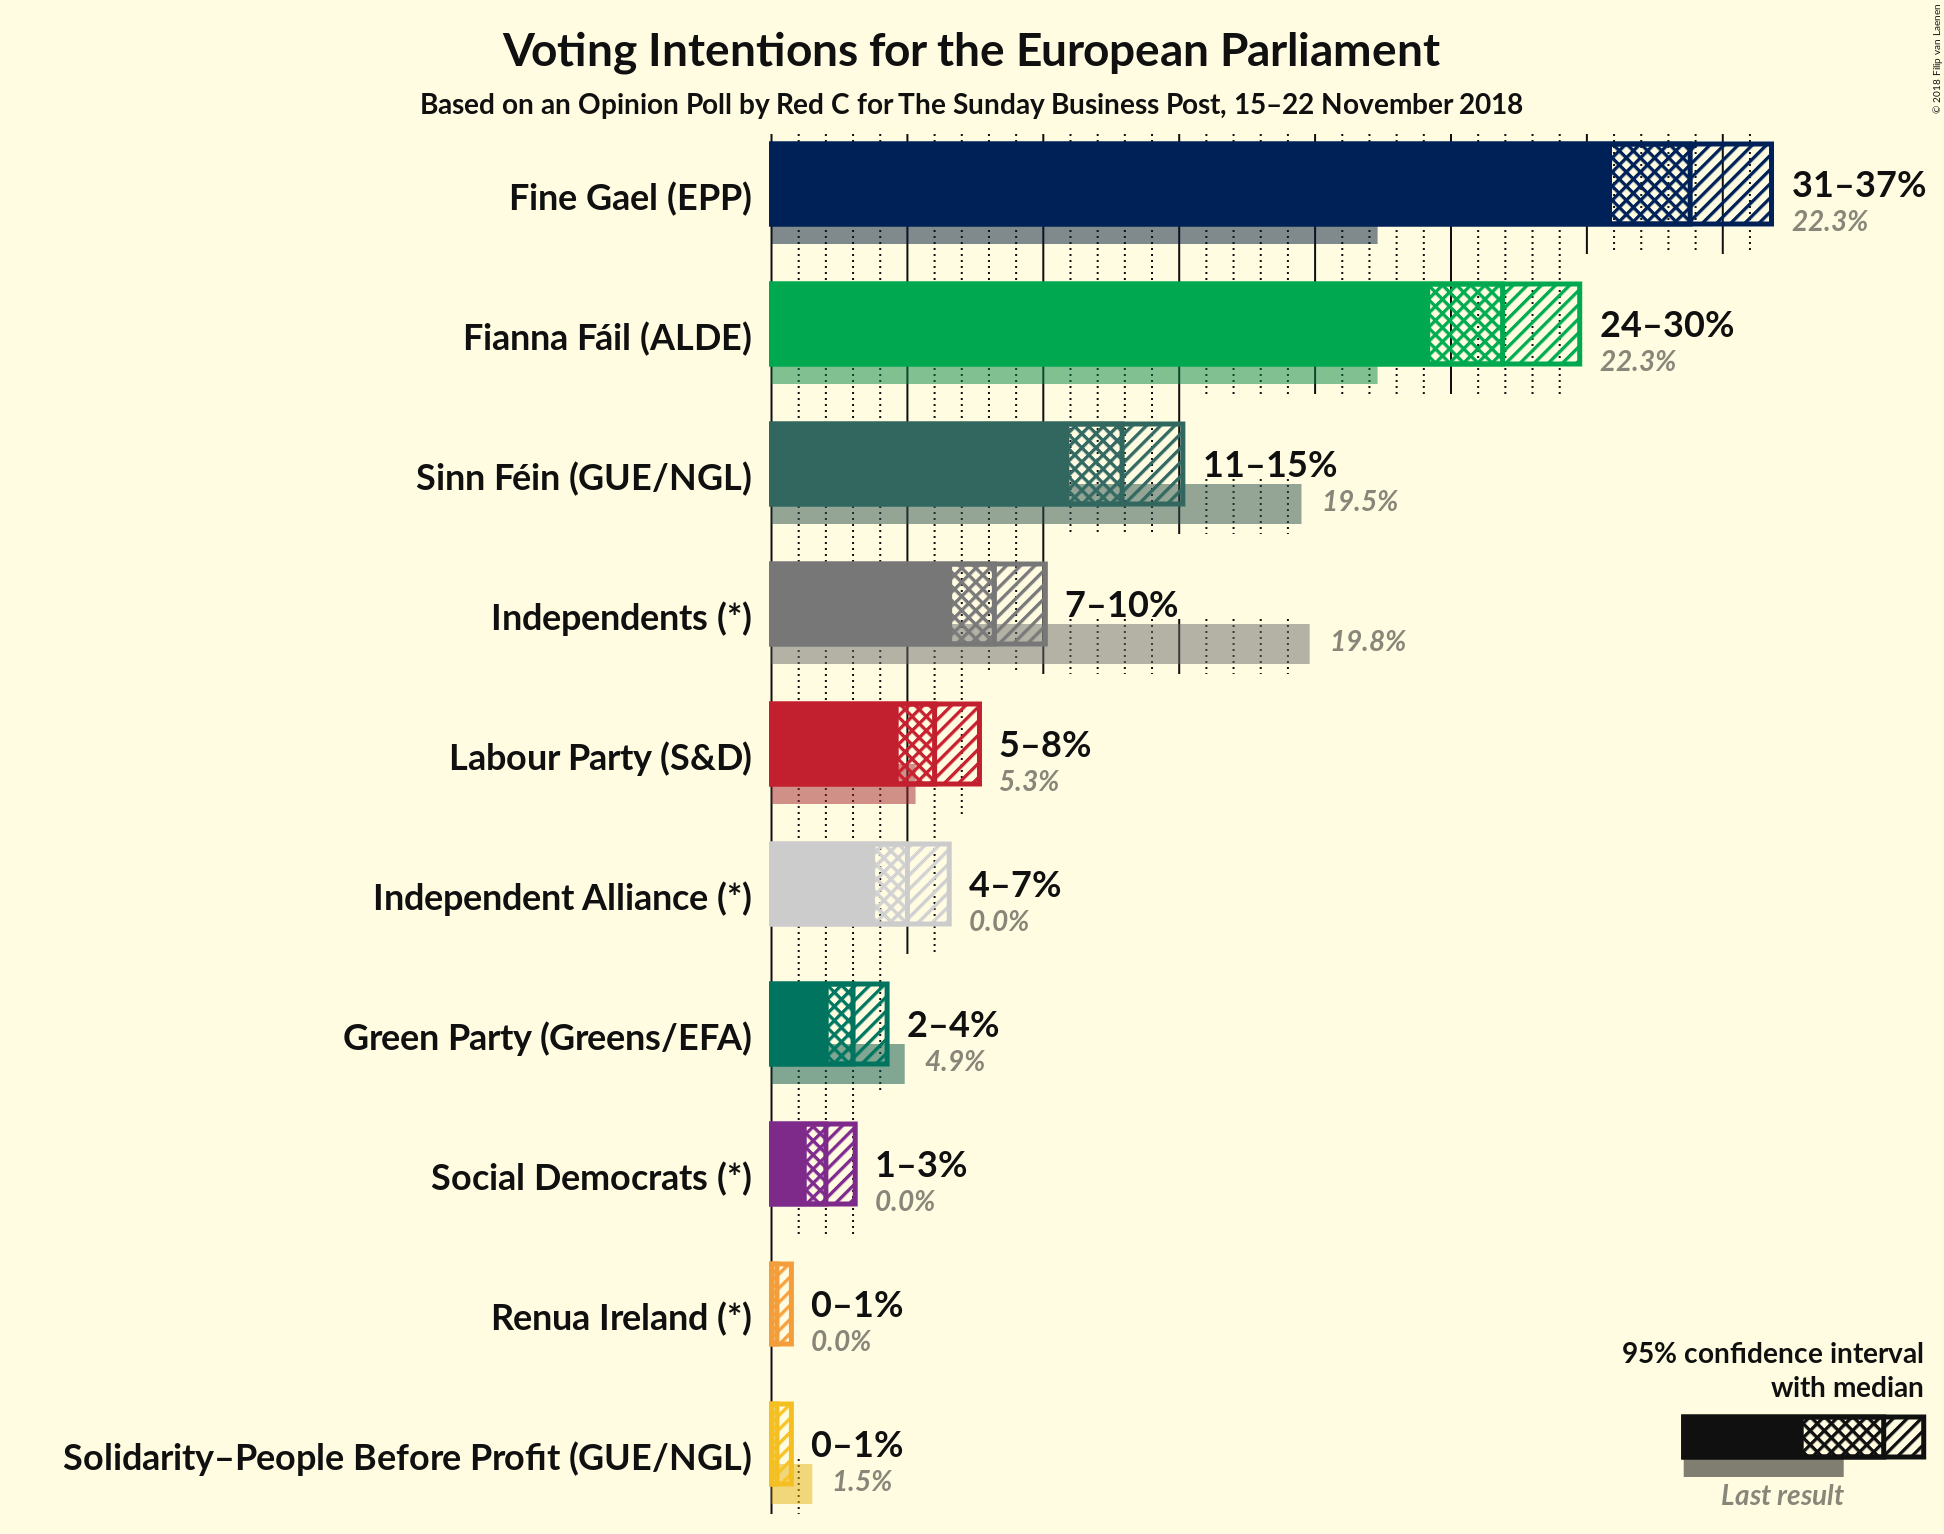 Voting Intentions for the European Parliament
Based on an Opinion Poll by Red C for The Sunday Business Post, 15–22 November 2018
© 2018 Filip van Laenen
Fine Gael (EPP)
31–37%
22.3%
Fianna Fáil (ALDE)
24–30%
22.3%
Sinn Féin (GUE/NGL)
11–15%
19.5%
Independents (*)
7–10%
19.8%
Labour Party (S&D)
5–8%
5.3%
Independent Alliance (*)
4–7%
0.0%
Green Party (Greens/EFA)
2–4%
4.9%
Social Democrats (*)
1–3%
0.0%
Renua Ireland (*)
0–1%
0.0%
Solidarity–People Before Profit (GUE/NGL)
0–1%
1.5%
95% confidence interval
with median
Last result